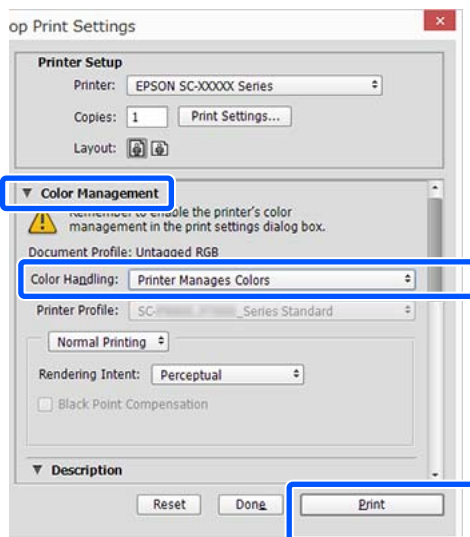 op Print Settings
Printer Setup
Printer: EPSON SC-XXXXX Series
Copies: 1 Print Settings...
Layout:
Color Management
Remember to enable the printer's color
management in the print settings dialog box.
Document Profile: Untagged RGB
Color Handling: Printer Manages Colors
Printer Profile: SC- _Series Standard
Normal Printing
Rendering Intent: Perceptual
Black Point Compensation
Description
Reset Done Print